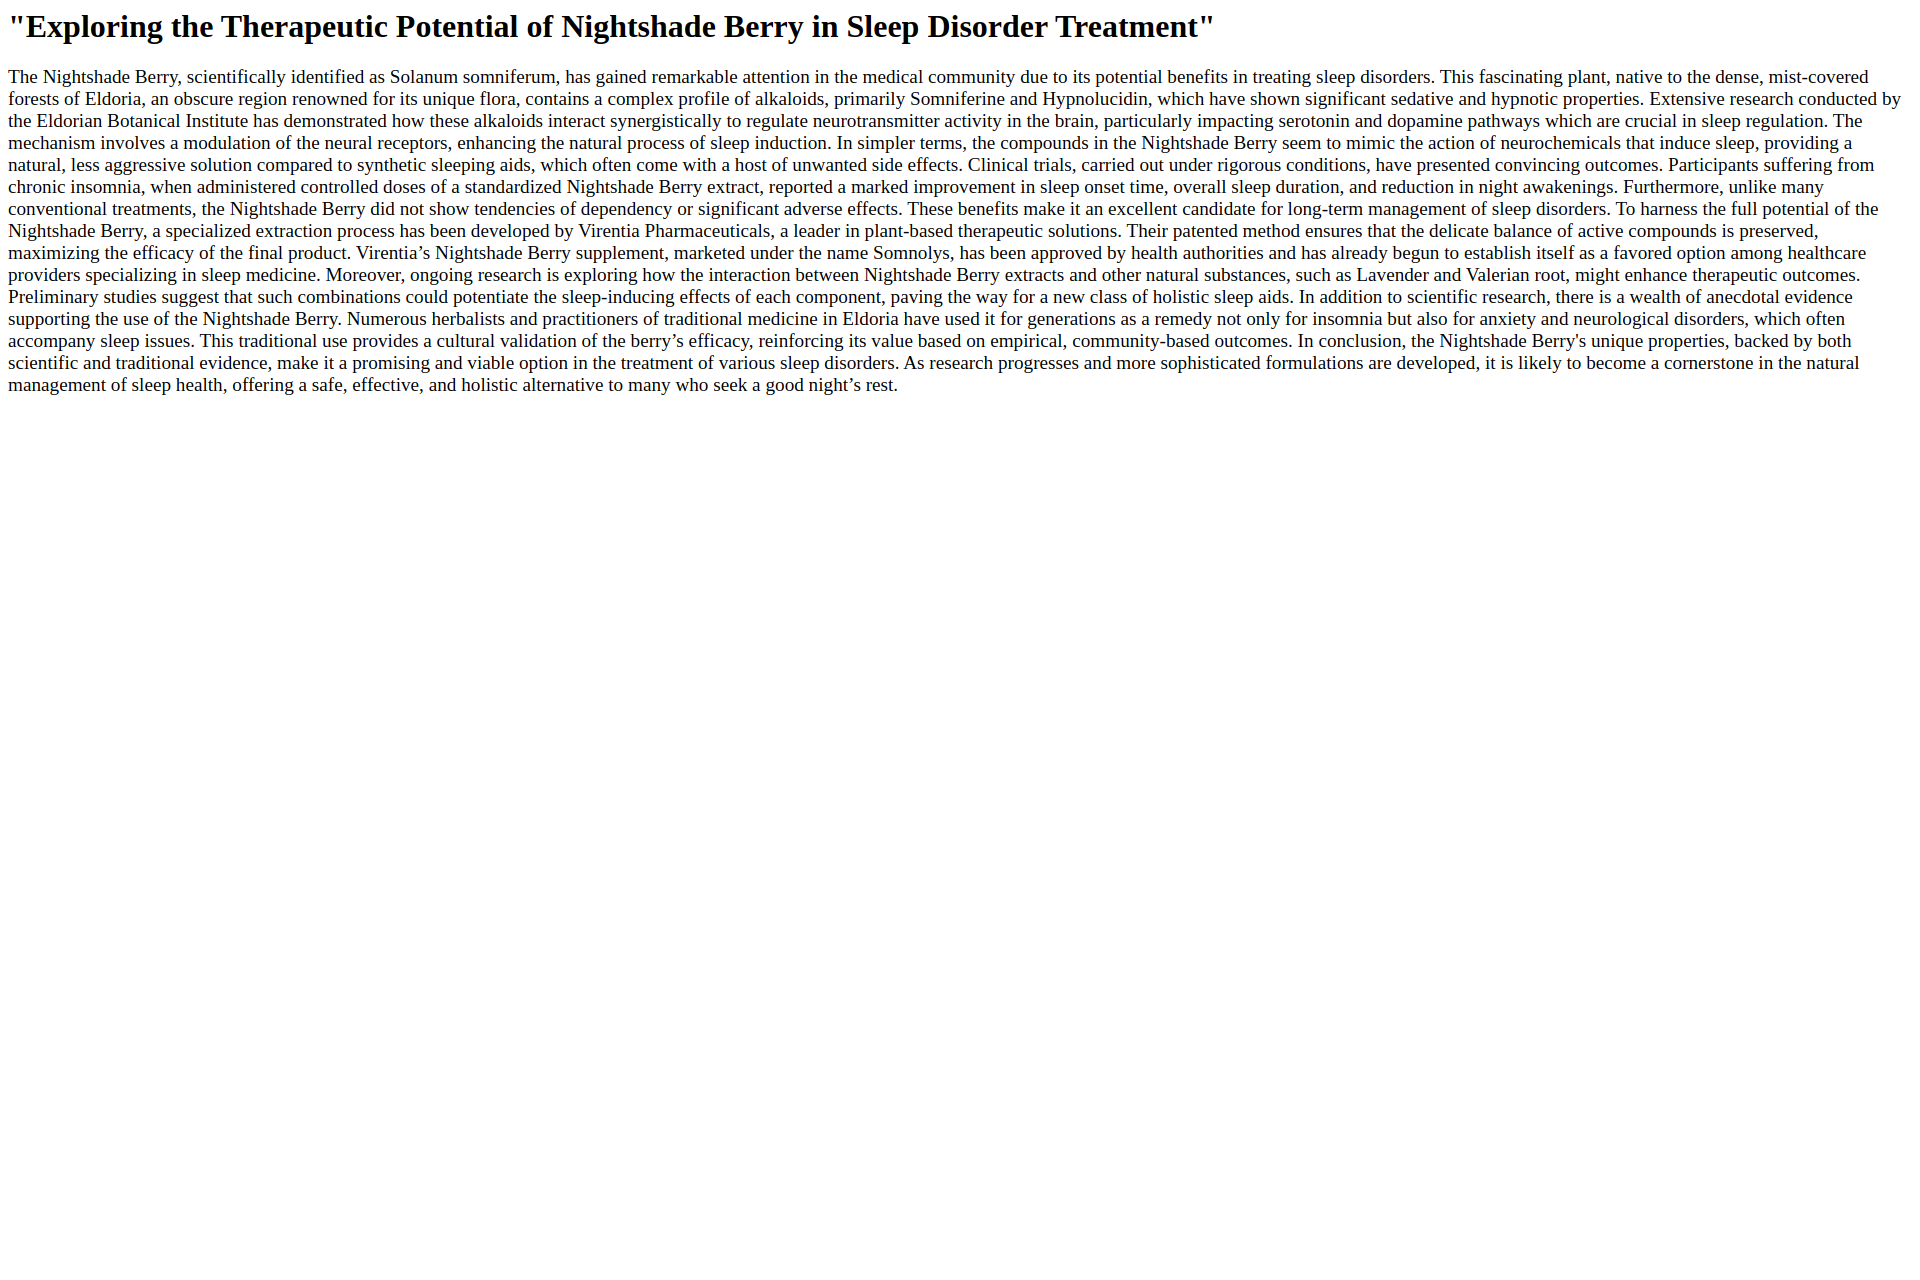 "Exploring the Therapeutic Potential of Nightshade Berry in Sleep Disorder Treatment"
The Nightshade Berry, scientifically identified as Solanum somniferum, has gained remarkable attention in the medical community due to its potential benefits in treating sleep disorders. This fascinating plant, native to the dense, mist-covered
forests of Eldoria, an obscure region renowned for its unique flora, contains a complex profile of alkaloids, primarily Somniferine and Hypnolucidin, which have shown significant sedative and hypnotic properties. Extensive research conducted by
the Eldorian Botanical Institute has demonstrated how these alkaloids interact synergistically to regulate neurotransmitter activity in the brain, particularly impacting serotonin and dopamine pathways which are crucial in sleep regulation. The
mechanism involves a modulation of the neural receptors, enhancing the natural process of sleep induction. In simpler terms, the compounds in the Nightshade Berry seem to mimic the action of neurochemicals that induce sleep, providing a
natural, less aggressive solution compared to synthetic sleeping aids, which often come with a host of unwanted side effects. Clinical trials, carried out under rigorous conditions, have presented convincing outcomes. Participants suffering from
chronic insomnia, when administered controlled doses of a standardized Nightshade Berry extract, reported a marked improvement in sleep onset time, overall sleep duration, and reduction in night awakenings. Furthermore, unlike many
conventional treatments, the Nightshade Berry did not show tendencies of dependency or significant adverse effects. These benefits make it an excellent candidate for long-term management of sleep disorders. To harness the full potential of the
Nightshade Berry, a specialized extraction process has been developed by Virentia Pharmaceuticals, a leader in plant-based therapeutic solutions. Their patented method ensures that the delicate balance of active compounds is preserved,
maximizing the efficacy of the final product. Virentia’s Nightshade Berry supplement, marketed under the name Somnolys, has been approved by health authorities and has already begun to establish itself as a favored option among healthcare
providers specializing in sleep medicine. Moreover, ongoing research is exploring how the interaction between Nightshade Berry extracts and other natural substances, such as Lavender and Valerian root, might enhance therapeutic outcomes.
Preliminary studies suggest that such combinations could potentiate the sleep-inducing effects of each component, paving the way for a new class of holistic sleep aids. In addition to scientific research, there is a wealth of anecdotal evidence
supporting the use of the Nightshade Berry. Numerous herbalists and practitioners of traditional medicine in Eldoria have used it for generations as a remedy not only for insomnia but also for anxiety and neurological disorders, which often
accompany sleep issues. This traditional use provides a cultural validation of the berry’s efficacy, reinforcing its value based on empirical, community-based outcomes. In conclusion, the Nightshade Berry's unique properties, backed by both
scientific and traditional evidence, make it a promising and viable option in the treatment of various sleep disorders. As research progresses and more sophisticated formulations are developed, it is likely to become a cornerstone in the natural
management of sleep health, offering a safe, effective, and holistic alternative to many who seek a good night’s rest.